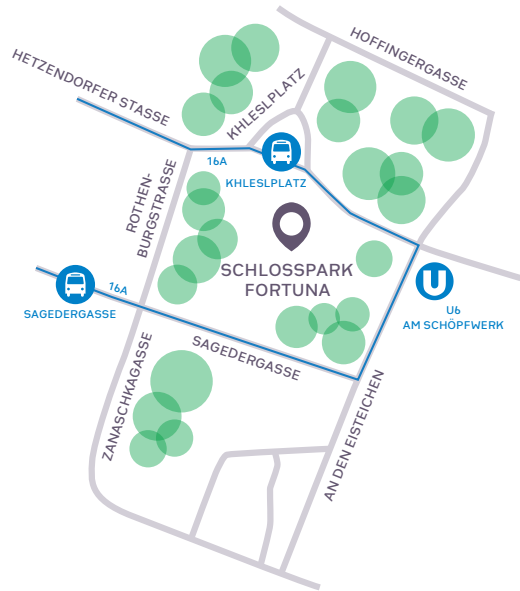 HOFFINGERGASSE
HETZENDORFER STASSE
KHLESLPLATZ
16A
KHLESLPLATZ
ROTHEN-
BURGSTRASSE
SCHLOSSPARK
FORTUNA
U
U6
AM SCHÖPFWERK
16A
SAGEDERGASSE
SAGEDERGASSE
ZANASCHKAGASSE
AN DEN EISTEICHEN